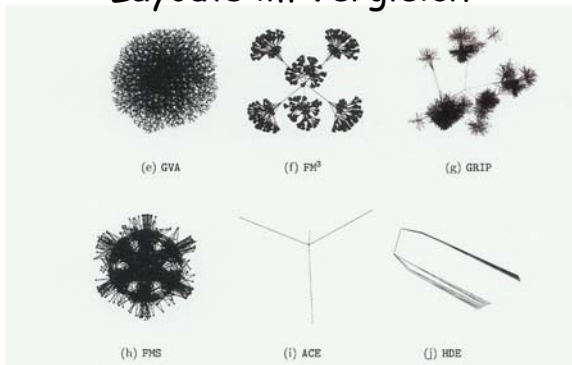 Layouts im Vergleich
(e) GVA (f) FM³ (g) GRIP
(h) FMS (i) ACE (j) HDE